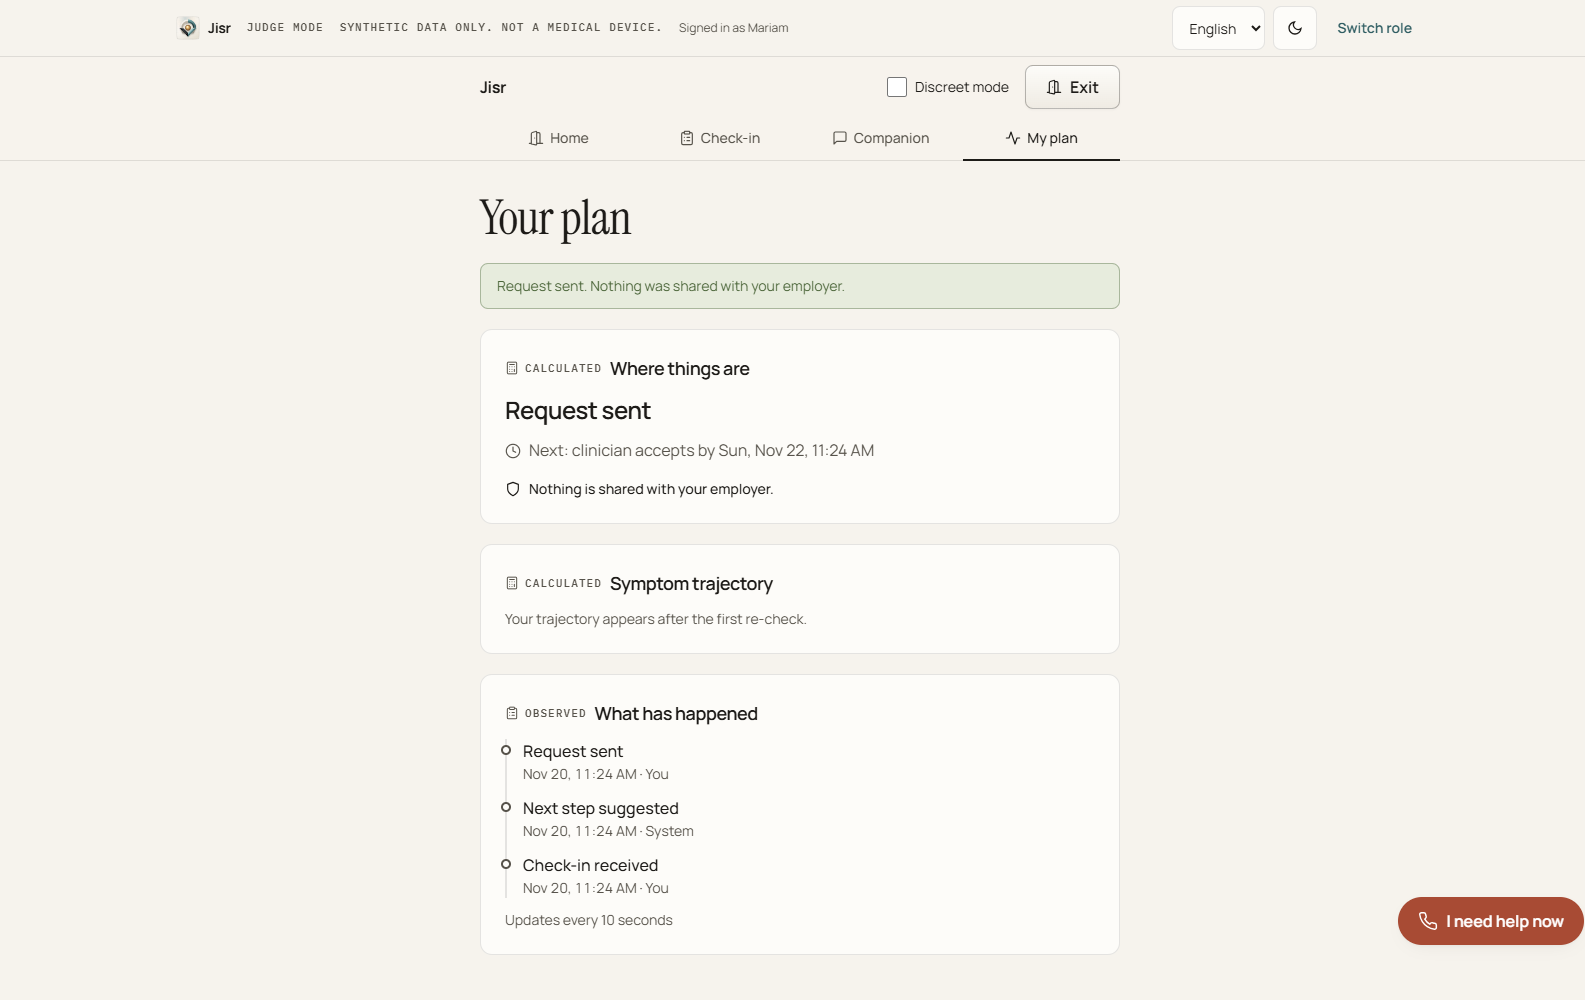 Jisr JUDGE MODE SYNTHETIC DATA ONLY. NOT A MEDICAL DEVICE. Signed in as Mariam English Switch role
Jisr Discreet mode Exit
Home Check-in Companion My plan
Your plan
Request sent. Nothing was shared with your employer.
CALCULATED Where things are
Request sent
Next: clinician accepts by Sun, Nov 22, 11:24 AM
Nothing is shared with your employer.
CALCULATED Symptom trajectory
Your trajectory appears after the first re-check.
OBSERVED What has happened
Request sent
Nov 20, 11:24 AM · You
Next step suggested
Nov 20, 11:24 AM · System
Check-in received
Nov 20, 11:24 AM · You
Updates every 10 seconds
I need help now